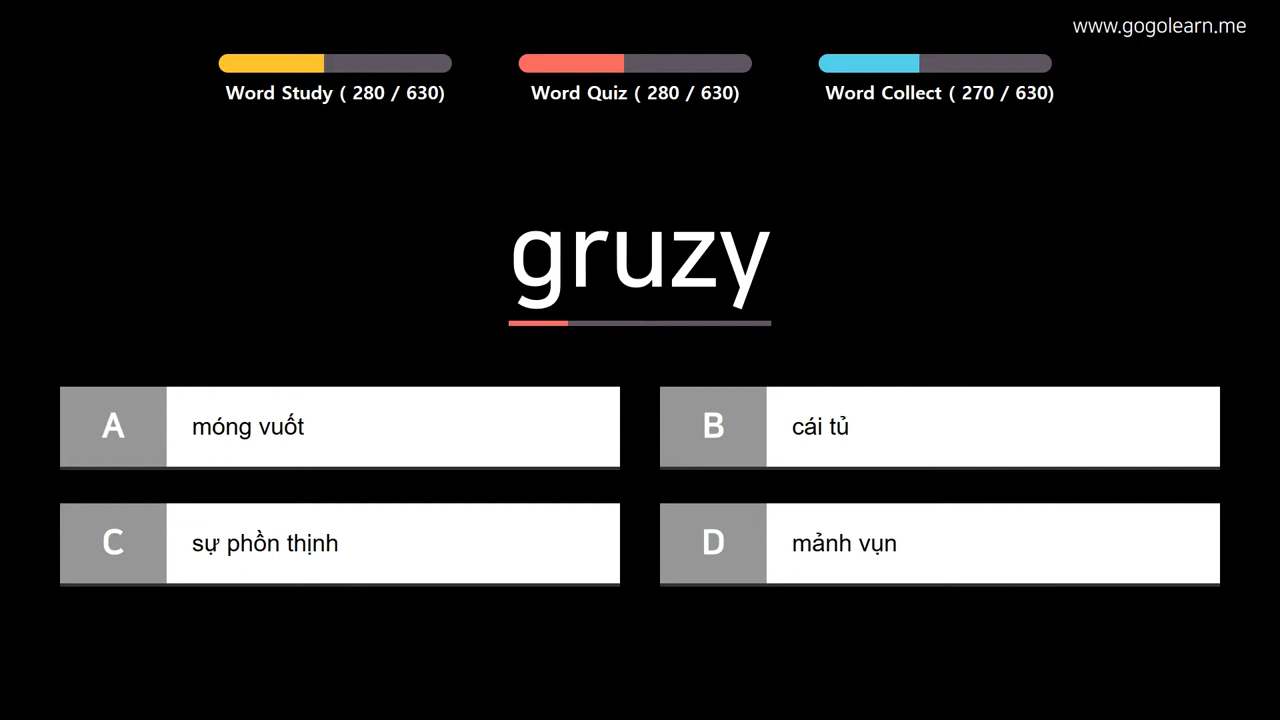 www.gogolearn.me
Word Study ( 280 / 630)
Word Quiz ( 280 / 630)
Word Collect ( 270 / 630)
gruzy
A
móng vuốt
B
cái tủ
C
sự phồn thịnh
D
mảnh vụn